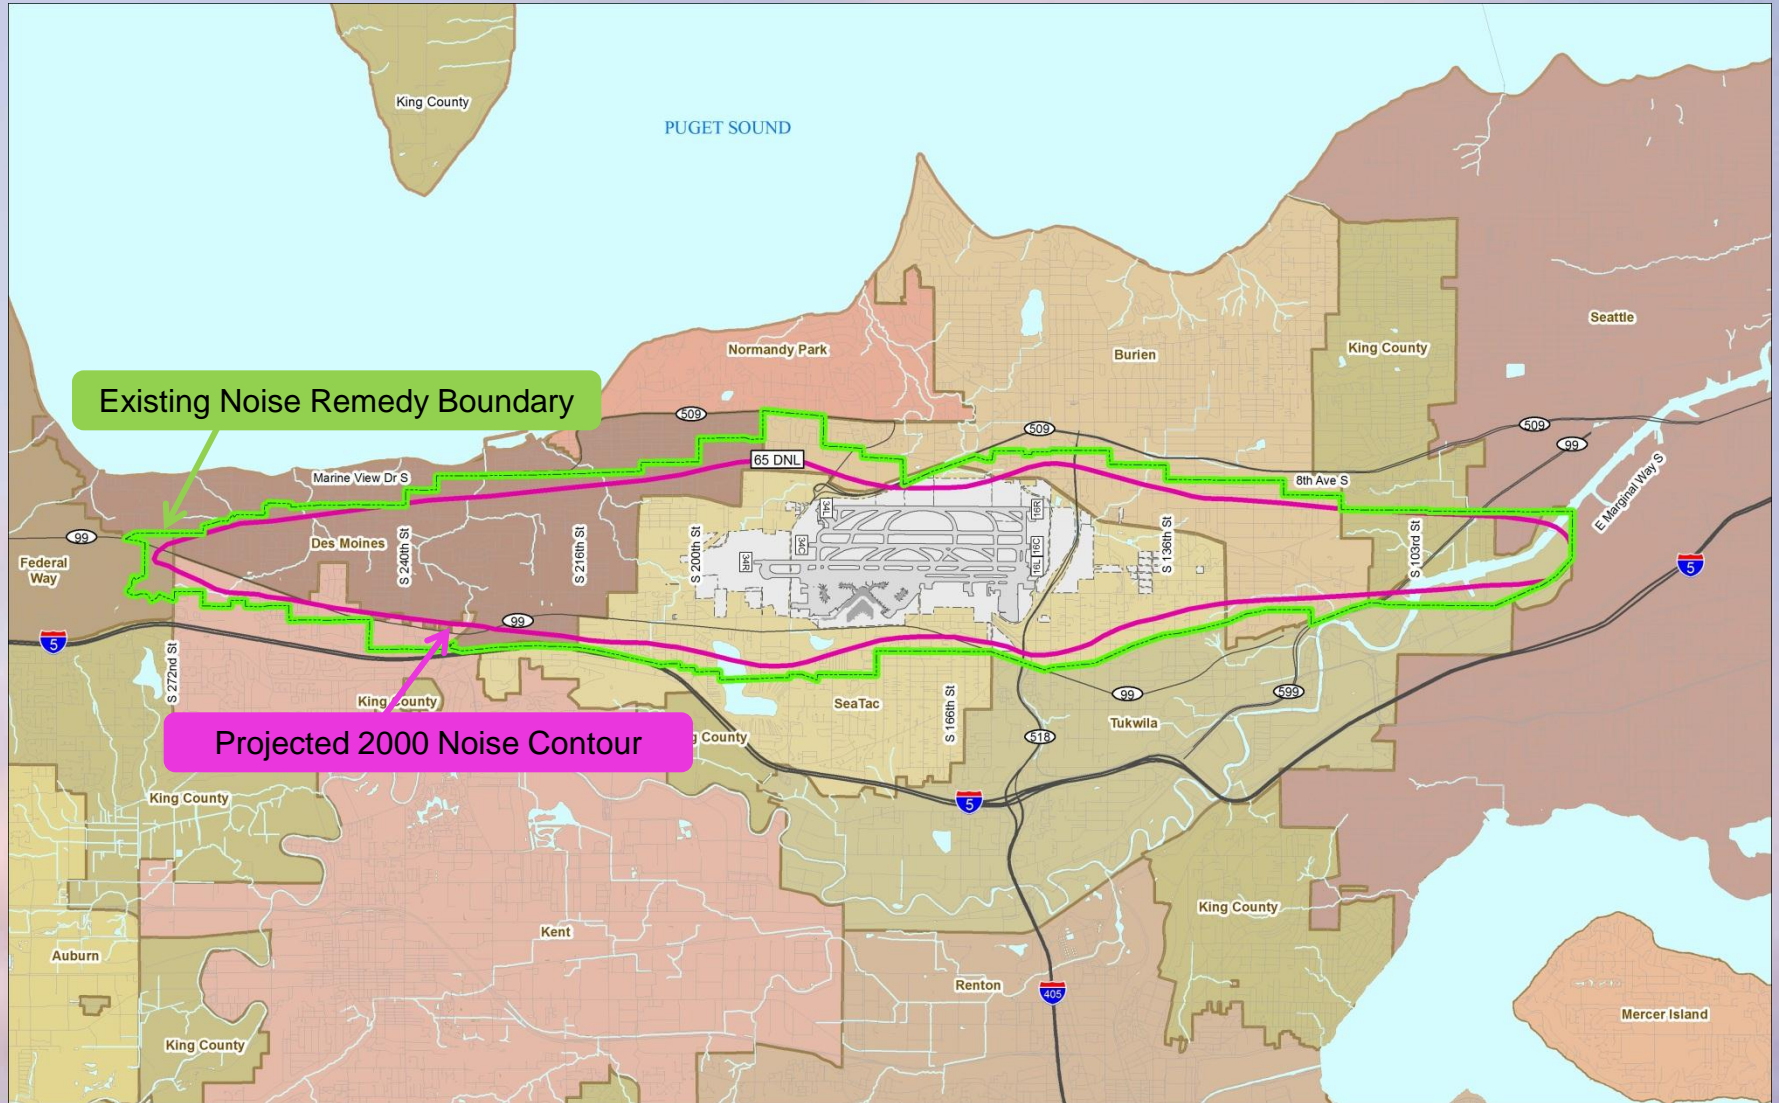 King County
PUGET SOUND
Seattle
Normandy Park
Burien
King County
Existing Noise Remedy Boundary
509
509
509
99
65 DNL
Marine View Dr S
8th Ave S
E Marginal Way S
99
Federal
Way
Des Moines
S 240th St
S 216th St
S 200th St
34L
34C
34R
16R
16C
16L
S 136th St
S 103rd St
5
5
99
S 272nd St
King County
SeaTac
S 166th St
99
599
Tukwila
Projected 2000 Noise Contour
g County
518
King County
5
King County
Kent
Auburn
Renton
405
Mercer Island
King County